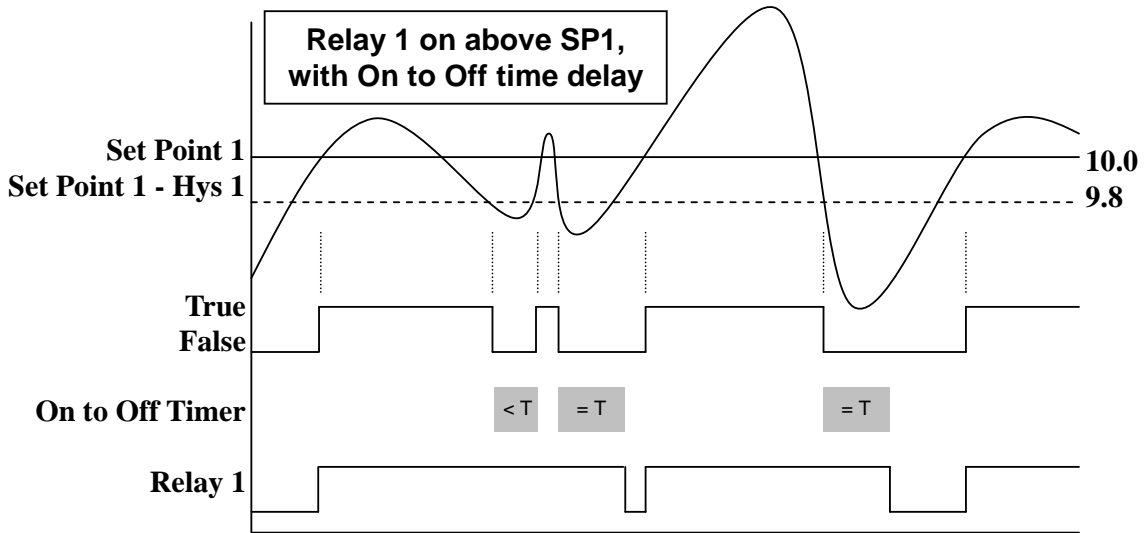 Relay 1 on above SP1,
with On to Off time delay
Set Point 1
10.0
Set Point 1 - Hys 1
9.8
True
False
On to Off Timer
< T
= T
= T
Relay 1